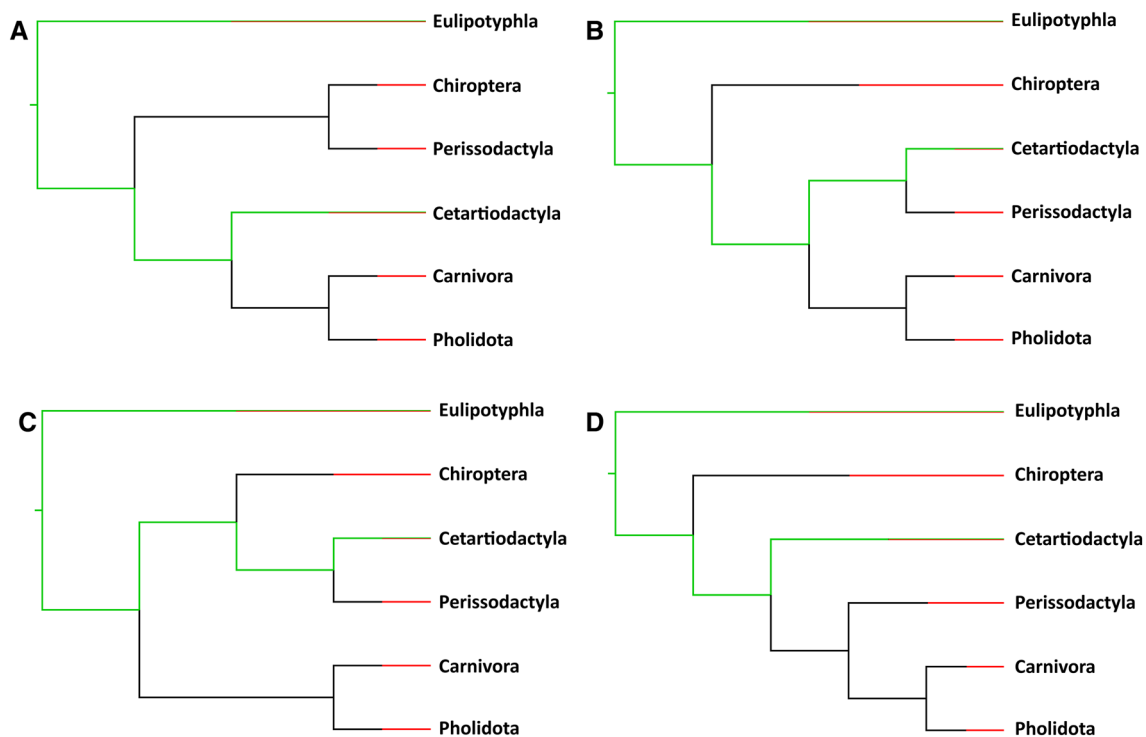 A
Eulipotyphla
Chiroptera
Perissodactyla
Cetartiodactyla
Carnivora
Pholidota
B
Eulipotyphla
Chiroptera
Cetartiodactyla
Perissodactyla
Carnivora
Pholidota
C
Eulipotyphla
Chiroptera
Cetartiodactyla
Perissodactyla
Carnivora
Pholidota
D
Eulipotyphla
Chiroptera
Cetartiodactyla
Perissodactyla
Carnivora
Pholidota